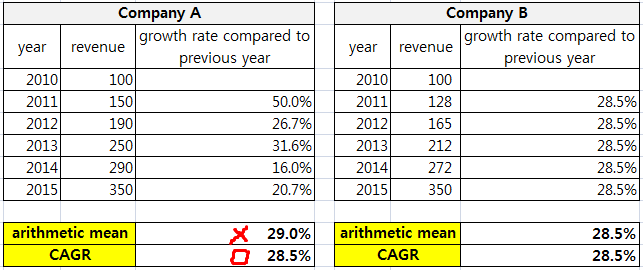 Company A
year revenue growth rate compared to
previous year
2010 100
2011 150 50.0%
2012 190 26.7%
2013 250 31.6%
2014 290 16.0%
2015 350 20.7%
arithmetic mean 29.0%
CAGR 28.5%
Company B
year revenue growth rate compared to
previous year
2010 100
2011 128 28.5%
2012 165 28.5%
2013 212 28.5%
2014 272 28.5%
2015 350 28.5%
arithmetic mean 28.5%
CAGR 28.5%